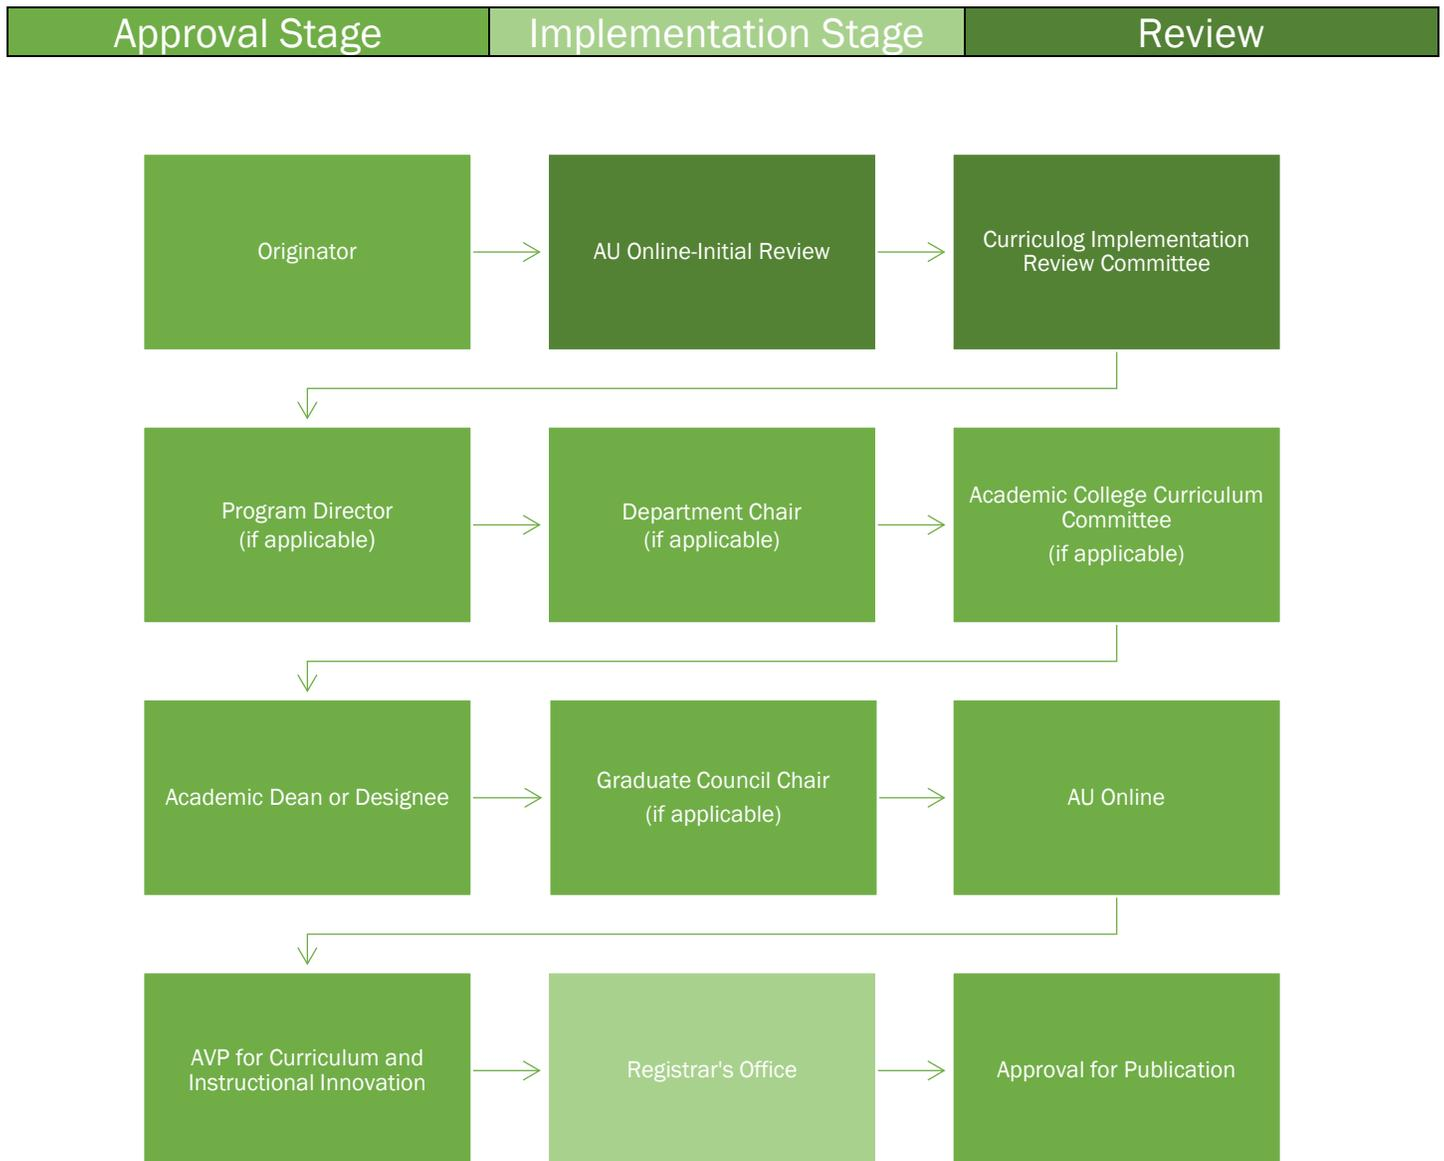 Approval Stage
Implementation Stage
Review
Originator
AU Online-Initial Review
Curriculog Implementation
Review Committee
Program Director
(if applicable)
Department Chair
(if applicable)
Academic College Curriculum
Committee
(if applicable)
Academic Dean or Designee
Graduate Council Chair
(if applicable)
AU Online
AVP for Curriculum and
Instructional Innovation
Registrar's Office
Approval for Publication